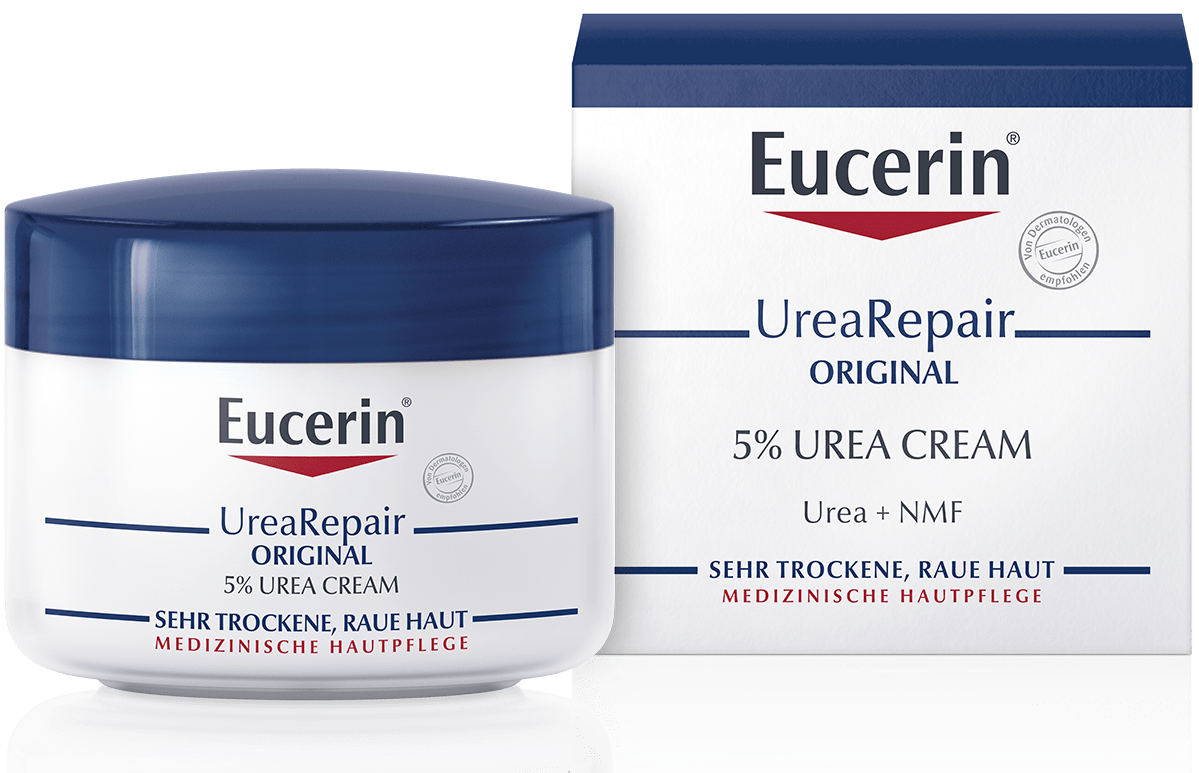 Eucerin®
Von Dermatologen
Eucerin
empfohlen
UreaRepair
ORIGINAL
5% UREA CREAM
SEHR TROCKENE, RAUE HAUT
MEDIZINISCHE HAUTPFLEGE
Eucerin®
Von Dermatologen
Eucerin
empfohlen
UreaRepair
ORIGINAL
5% UREA CREAM
Urea + NMF
SEHR TROCKENE, RAUE HAUT
MEDIZINISCHE HAUTPFLEGE